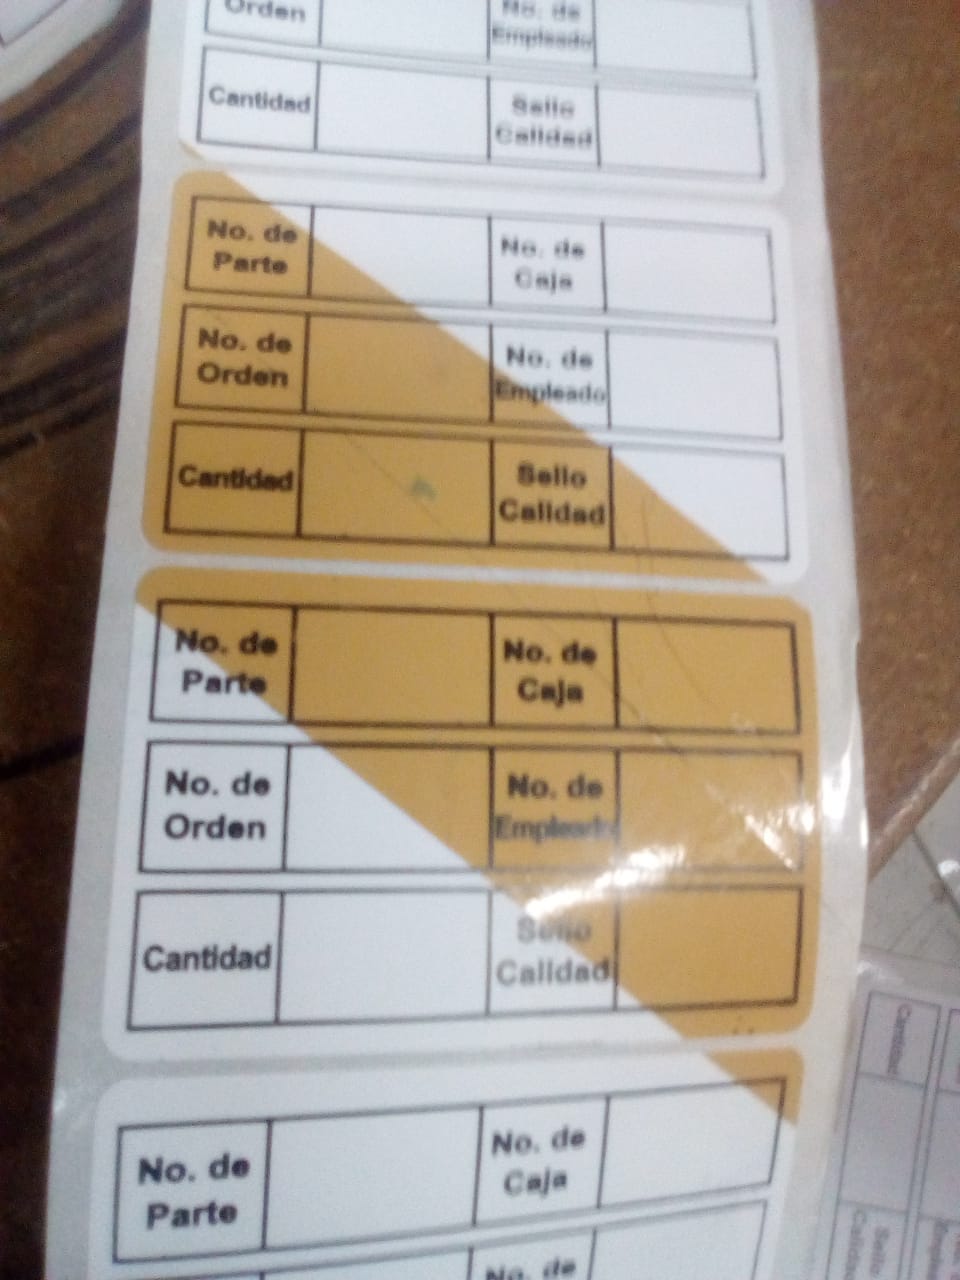 Orden
No. de
Empleado
Cantidad
Sello
Calidad
No. de
Parte
No. de
Caja
No. de
Orden
No. de
Empleado
Cantidad
Sello
Calidad
No. de
Parte
No. de
Caja
No. de
Orden
No. de
Empleado
Cantidad
Sello
Calidad
No. de
Parte
No. de
Caja
No. de
Cantidad
Sello